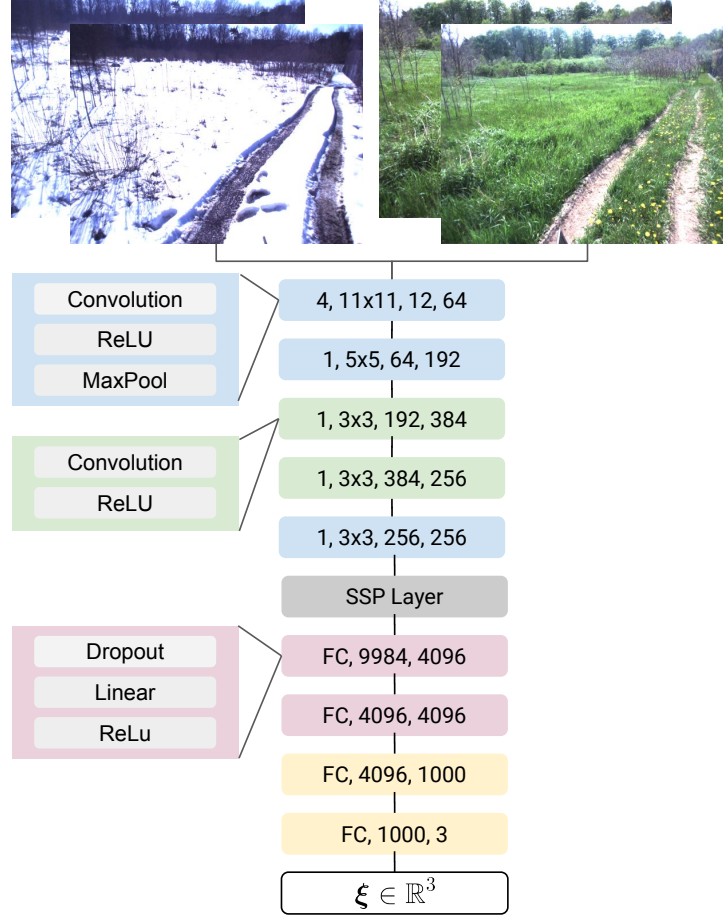 4, 11x11, 12, 64
Convolution
ReLU
MaxPool
1, 5x5, 64, 192
1, 3x3, 192, 384
Convolution
ReLU
1, 3x3, 384, 256
1, 3x3, 256, 256
SSP Layer
FC, 9984, 4096
Dropout
Linear
ReLu
FC, 4096, 4096
FC, 4096, 1000
FC, 1000, 3
ξ ∈ ℝ³